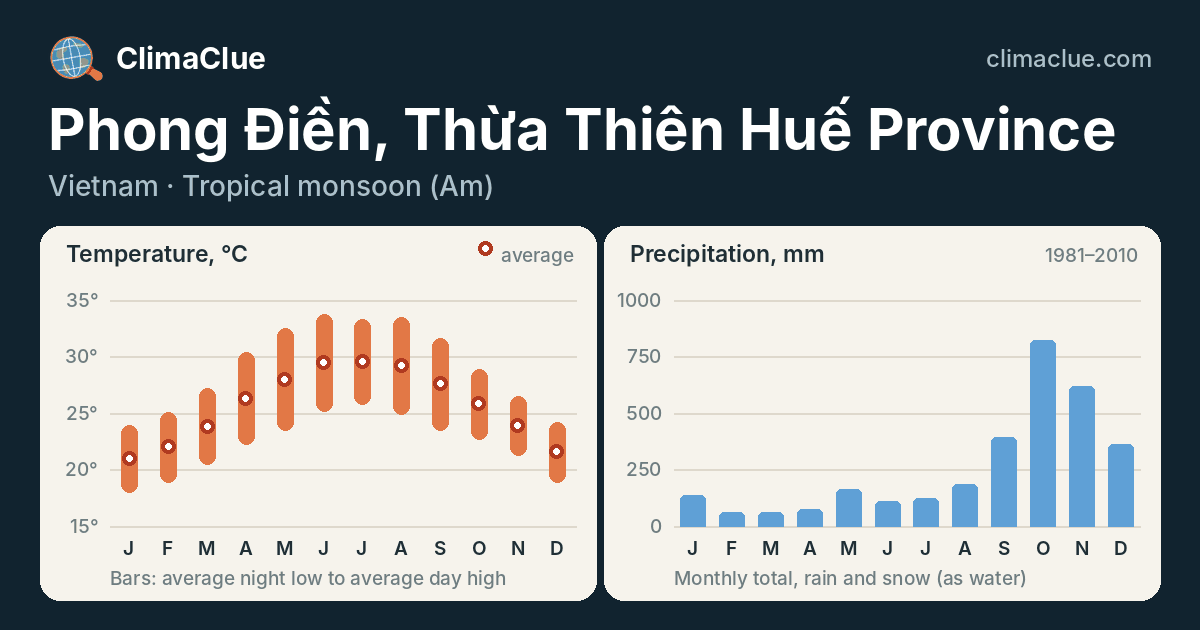 ClimaClue
climaclue.com
Phong Điền, Thừa Thiên Huế Province
Vietnam · Tropical monsoon (Am)
Temperature, °C
average
35°
30°
25°
20°
15°
J F M A M J J A S O N D
Bars: average night low to average day high
Precipitation, mm
1981–2010
1000
750
500
250
0
J F M A M J J A S O N D
Monthly total, rain and snow (as water)